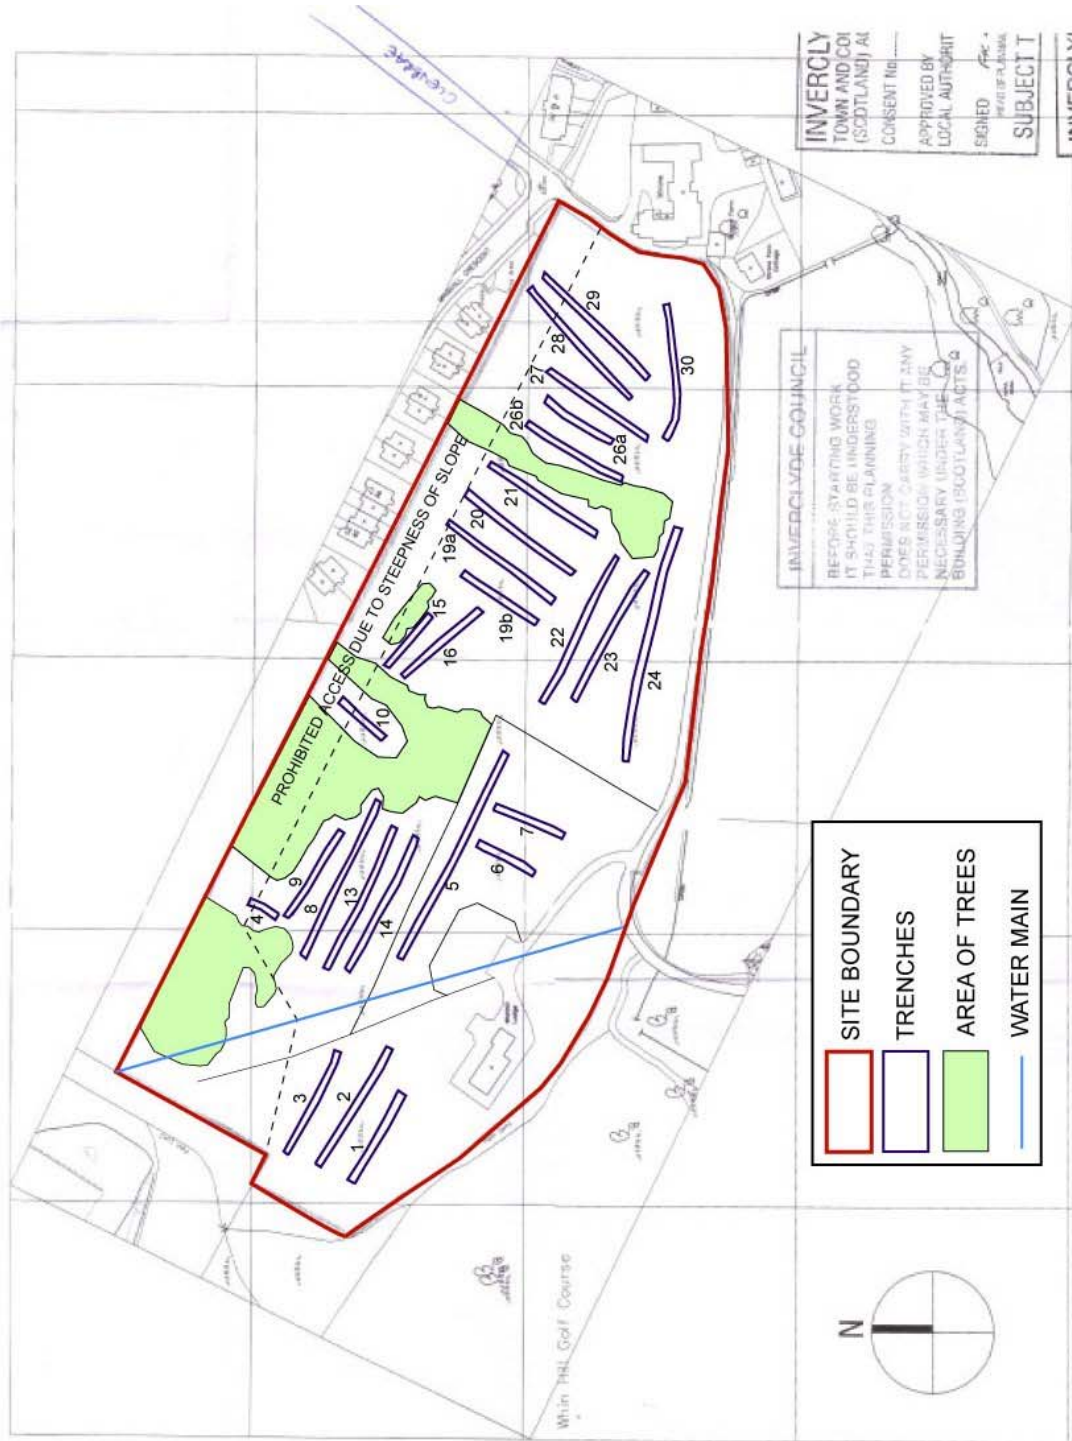 INVERCLY
TOWN AND COU
(SCOTLAND) A
CONSENT No.
APPROVED BY
LOCAL AUTHORIT
SIGNED
SUBJECT T
INVERCLYDE COUNCIL
BEFORE STARTING WORK
IT SHOULD BE UNDERSTOOD
THAT THIS PLANNING
PERMISSION
DOES NOT CARRY WITH IT ANY
PERMISSION WHICH MAY BE
NECESSARY UNDER THE
BUILDING (SCOTLAND) ACTS.
PROHIBITED ACCESS DUE TO STEEPNESS OF SLOPE
1
2
3
4
5
6
7
8
9
10
13
14
15
16
19a
19b
20
21
22
23
24
26a
26b
27
28
29
30
Whin Hill Golf Course
N
SITE BOUNDARY
TRENCHES
AREA OF TREES
WATER MAIN